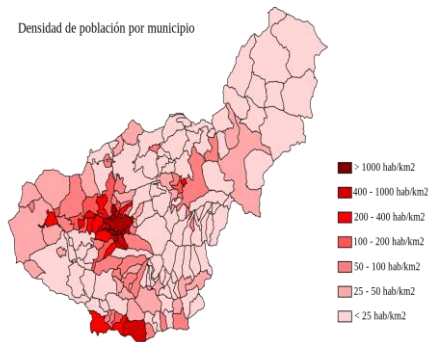 Densidad de población por municipio
> 1000 hab/km2
400 - 1000 hab/km2
200 - 400 hab/km2
100 - 200 hab/km2
50 - 100 hab/km2
25 - 50 hab/km2
< 25 hab/km2